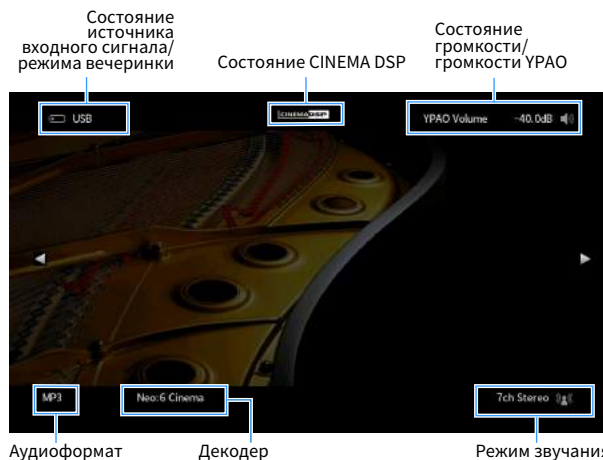 Состояние
источника
входного сигнала/
режима вечеринки
Состояние CINEMA DSP
Состояние
громкости/
громкости YPAO
USB
CINEMA DSP
YPAO Volume -40.0dB
MP3
Neo:6 Cinema
7ch Stereo
Аудиоформат
Декодер
Режим звучания